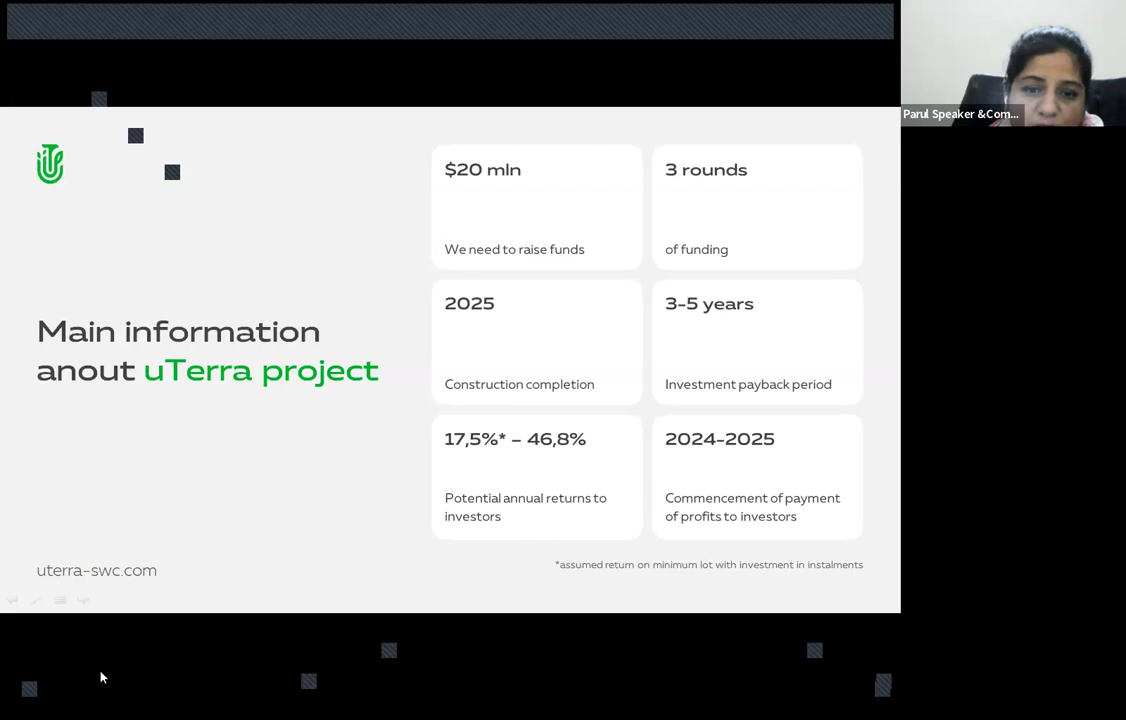 Parul Speaker &Com...
$20 mln
We need to raise funds
3 rounds
of funding
Main information
anout uTerra project
2025
Construction completion
3-5 years
Investment payback period
17,5%* – 46,8%
Potential annual returns to
investors
2024-2025
Commencement of payment
of profits to investors
uterra-swc.com
*assumed return on minimum lot with investment in instalments